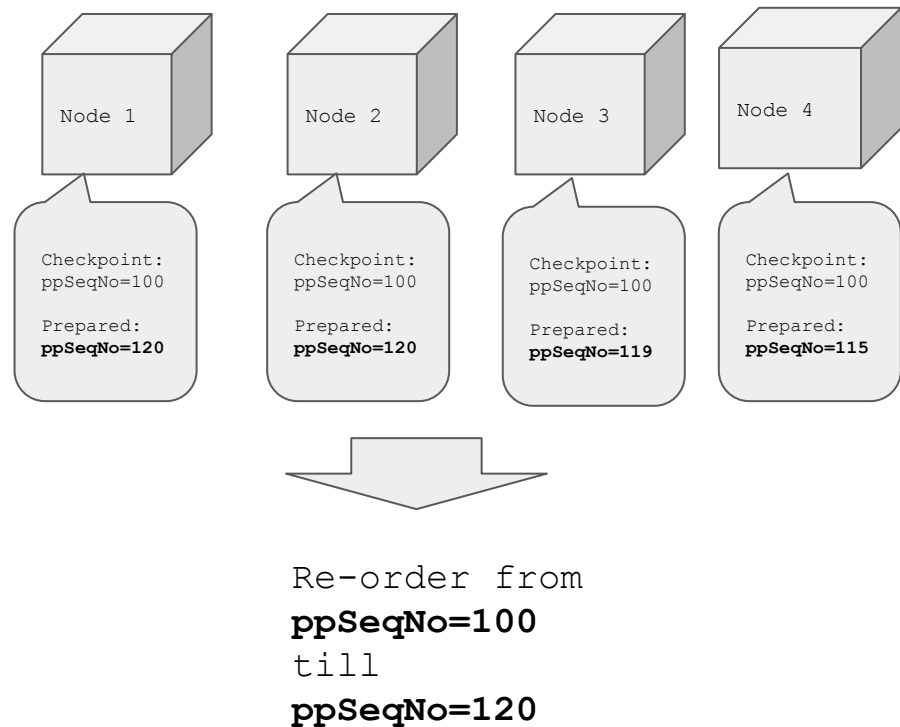 Node 1
Node 2
Node 3
Node 4
Checkpoint:
ppSeqNo=100
Prepared:
ppSeqNo=120
Checkpoint:
ppSeqNo=100
Prepared:
ppSeqNo=120
Checkpoint:
ppSeqNo=100
Prepared:
ppSeqNo=119
Checkpoint:
ppSeqNo=100
Prepared:
ppSeqNo=115
Re-order from
ppSeqNo=100
till
ppSeqNo=120